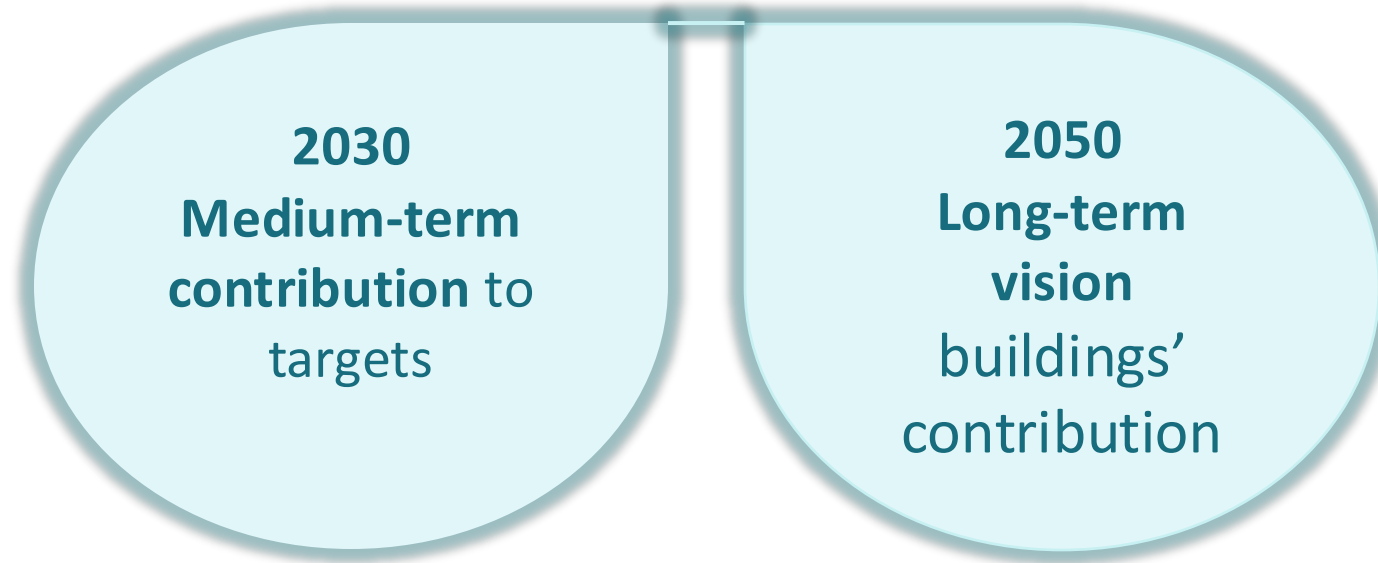 2030
Medium-term
contribution to
targets
2050
Long-term
vision
buildings’
contribution